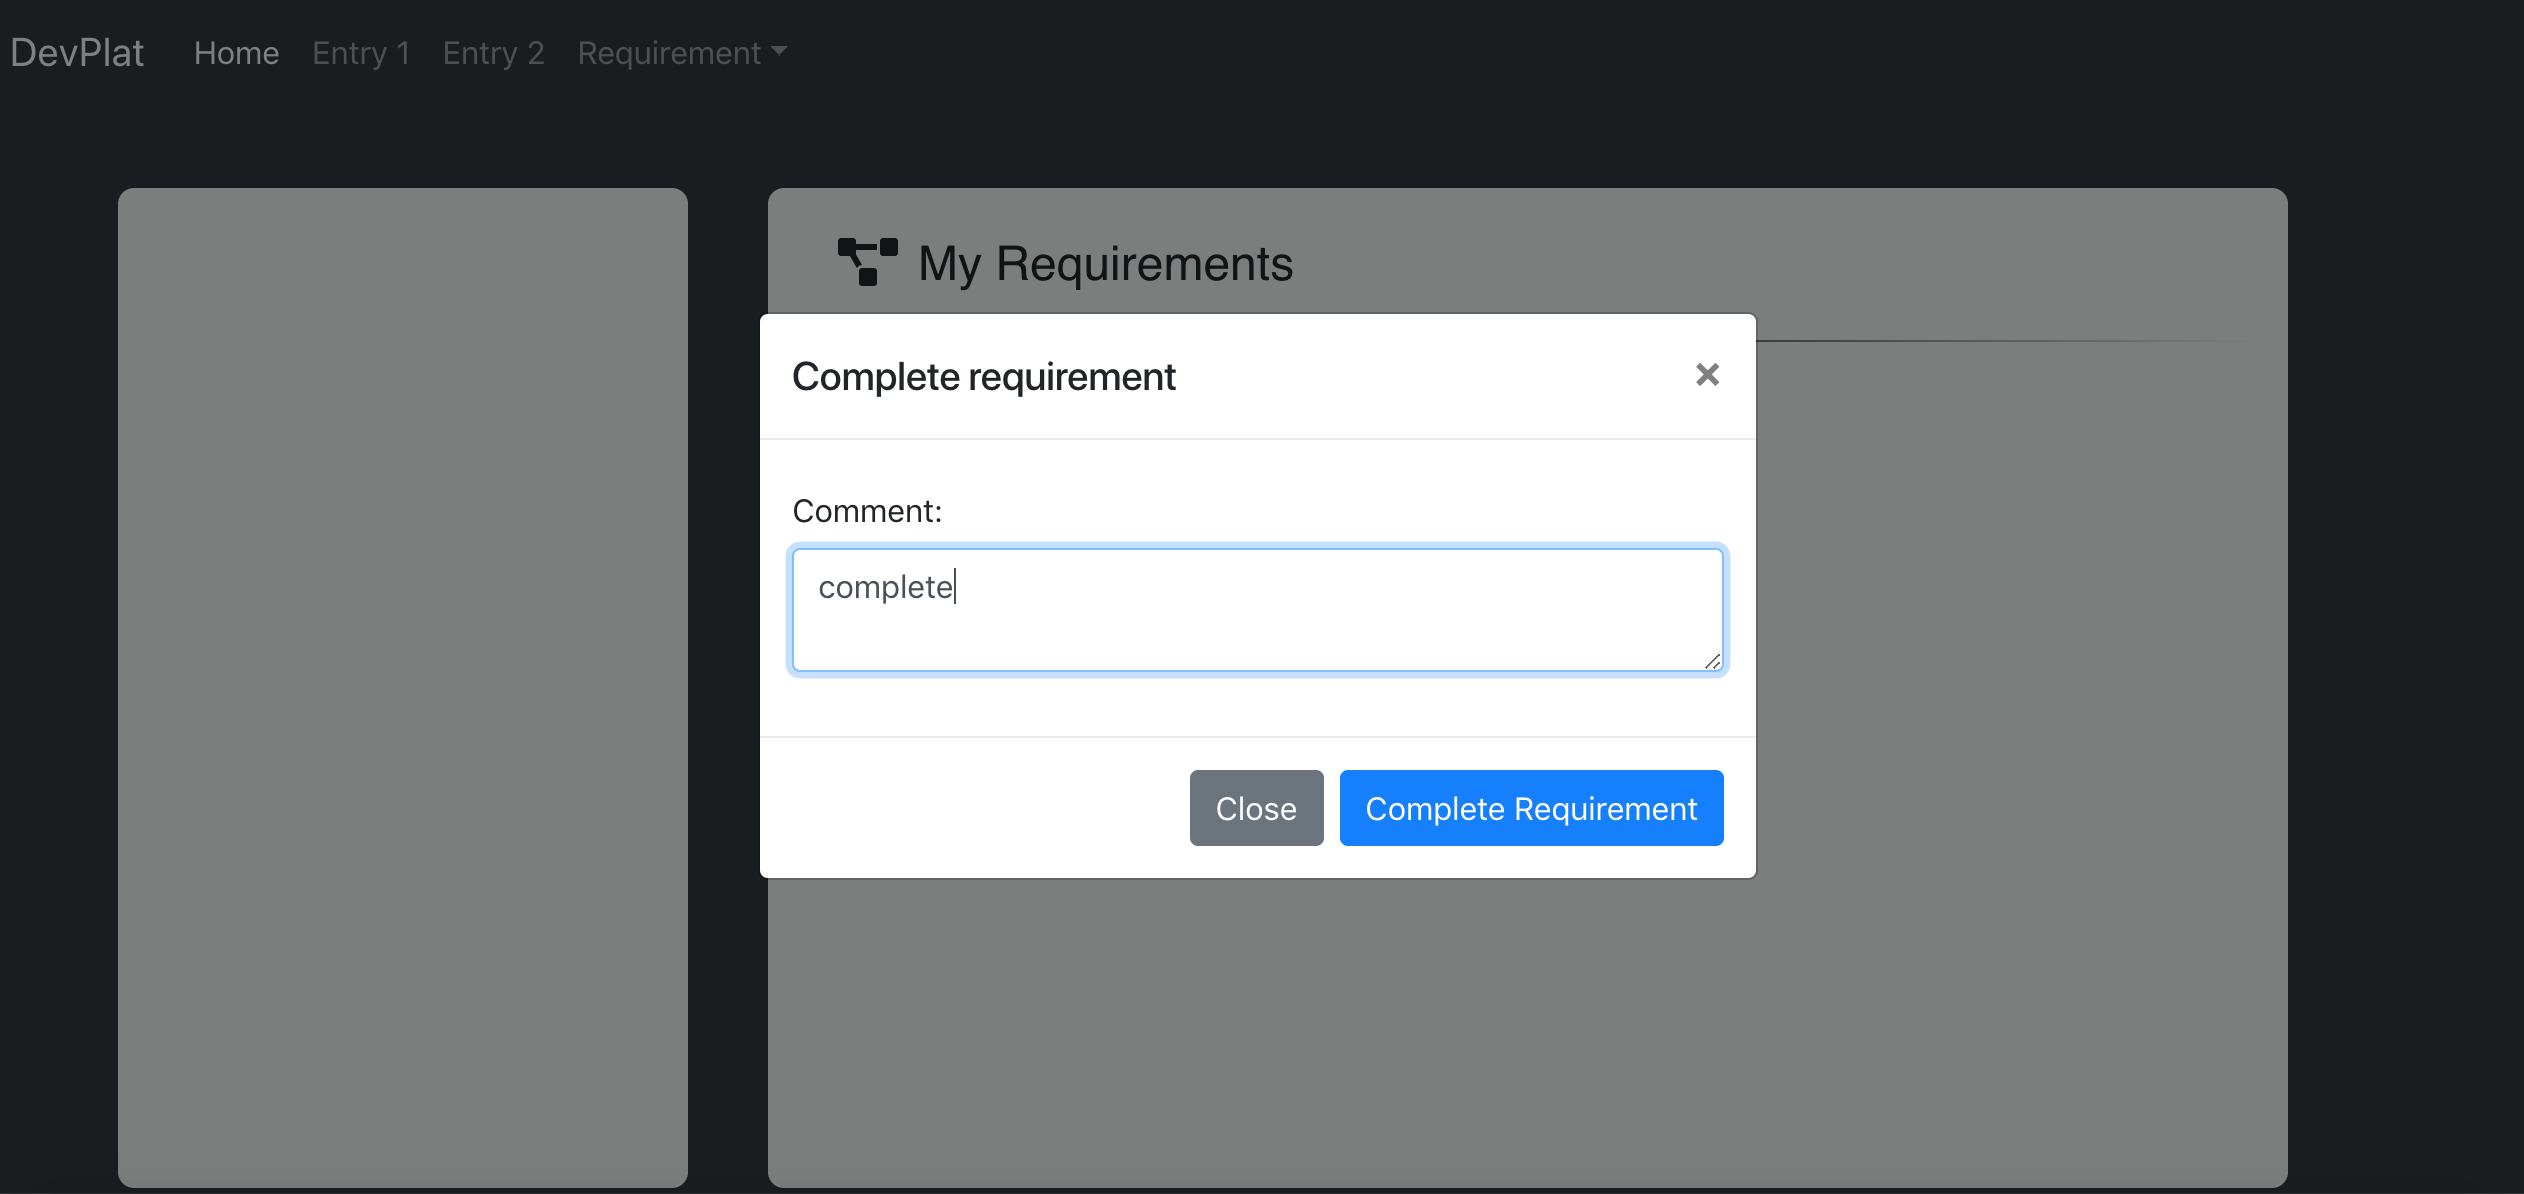 DevPlat Home Entry 1 Entry 2 Requirement
My Requirements
Complete requirement ×
Comment:
complete
Close Complete Requirement